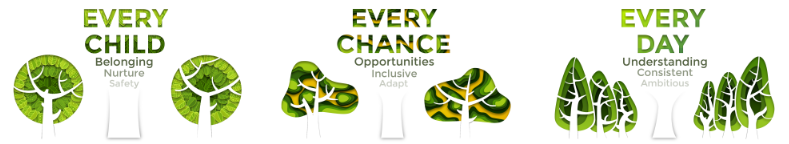 EVERY
CHILD
Belonging
Nurture
Safety
EVERY
CHANCE
Opportunities
Inclusive
Adapt
EVERY
DAY
Understanding
Consistent
Ambitious